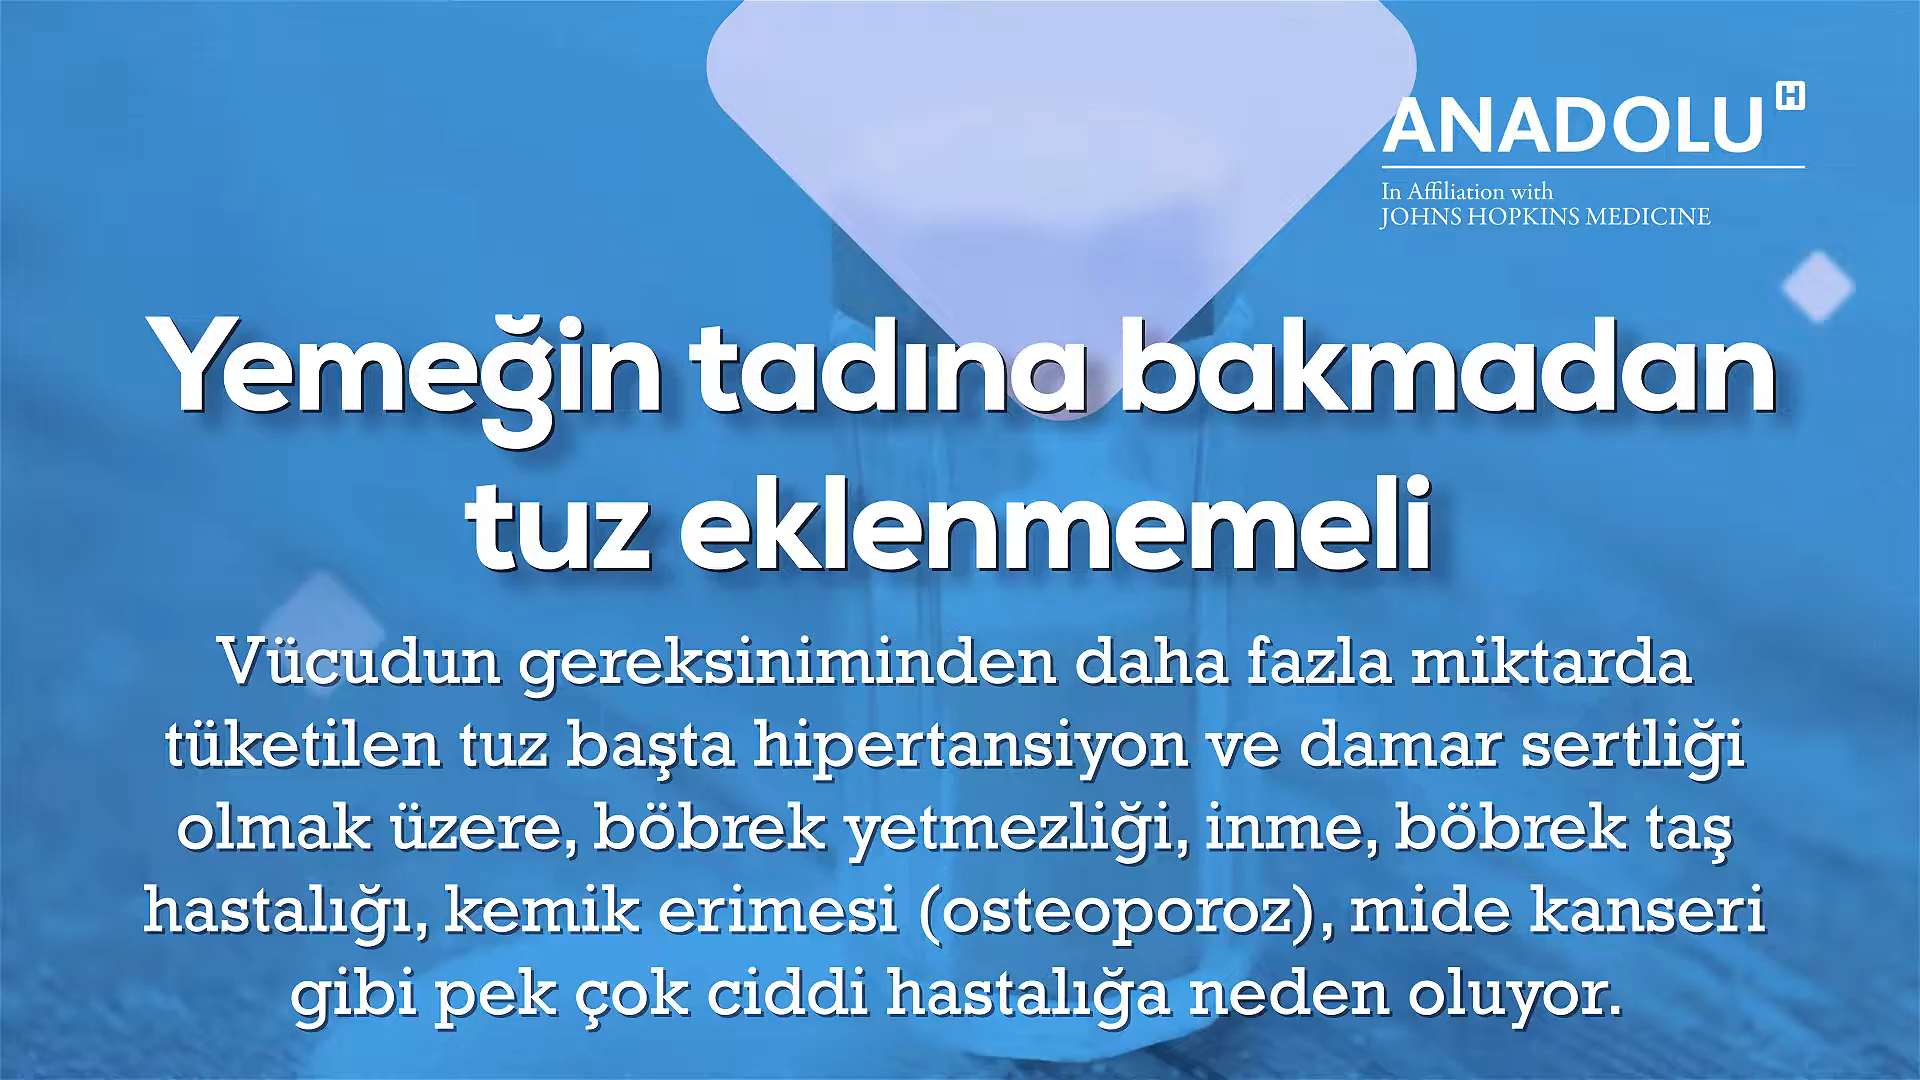 ANADOLU H
In Affiliation with
JOHNS HOPKINS MEDICINE
Yemeğin tadına bakmadan
tuz eklenmemeli
Vücudun gereksiniminden daha fazla miktarda
tüketilen tuz başta hipertansiyon ve damar sertliği
olmak üzere, böbrek yetmezliği, inme, böbrek taş
hastalığı, kemik erimesi (osteoporoz), mide kanseri
gibi pek çok ciddi hastalığa neden oluyor.